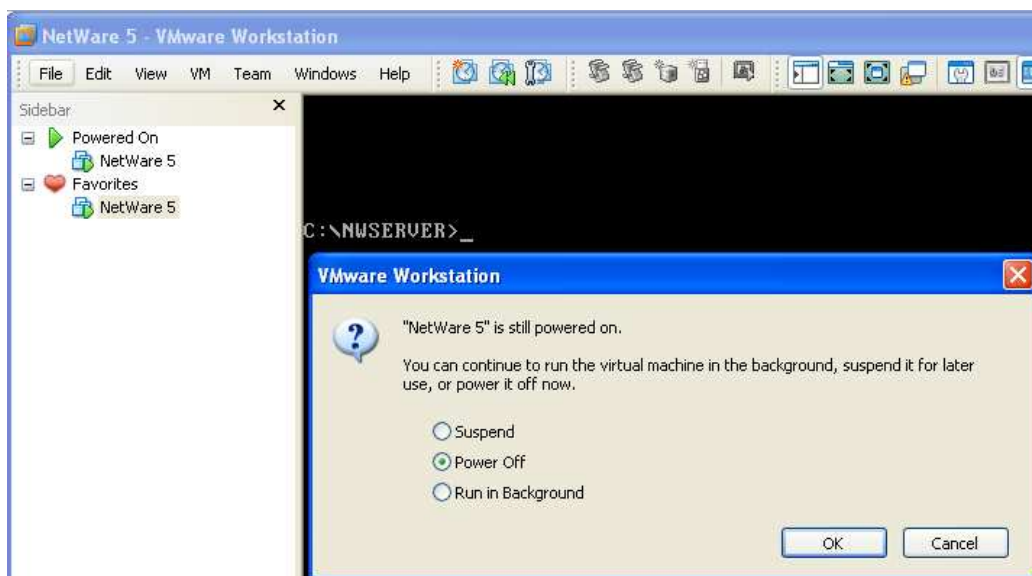 NetWare 5 - VMware Workstation
File Edit View VM Team Windows Help
Sidebar
Powered On
NetWare 5
Favorites
NetWare 5
C:\NWSERVER>_
VMware Workstation
"NetWare 5" is still powered on.
You can continue to run the virtual machine in the background, suspend it for later
use, or power it off now.
Suspend
Power Off
Run in Background
OK Cancel